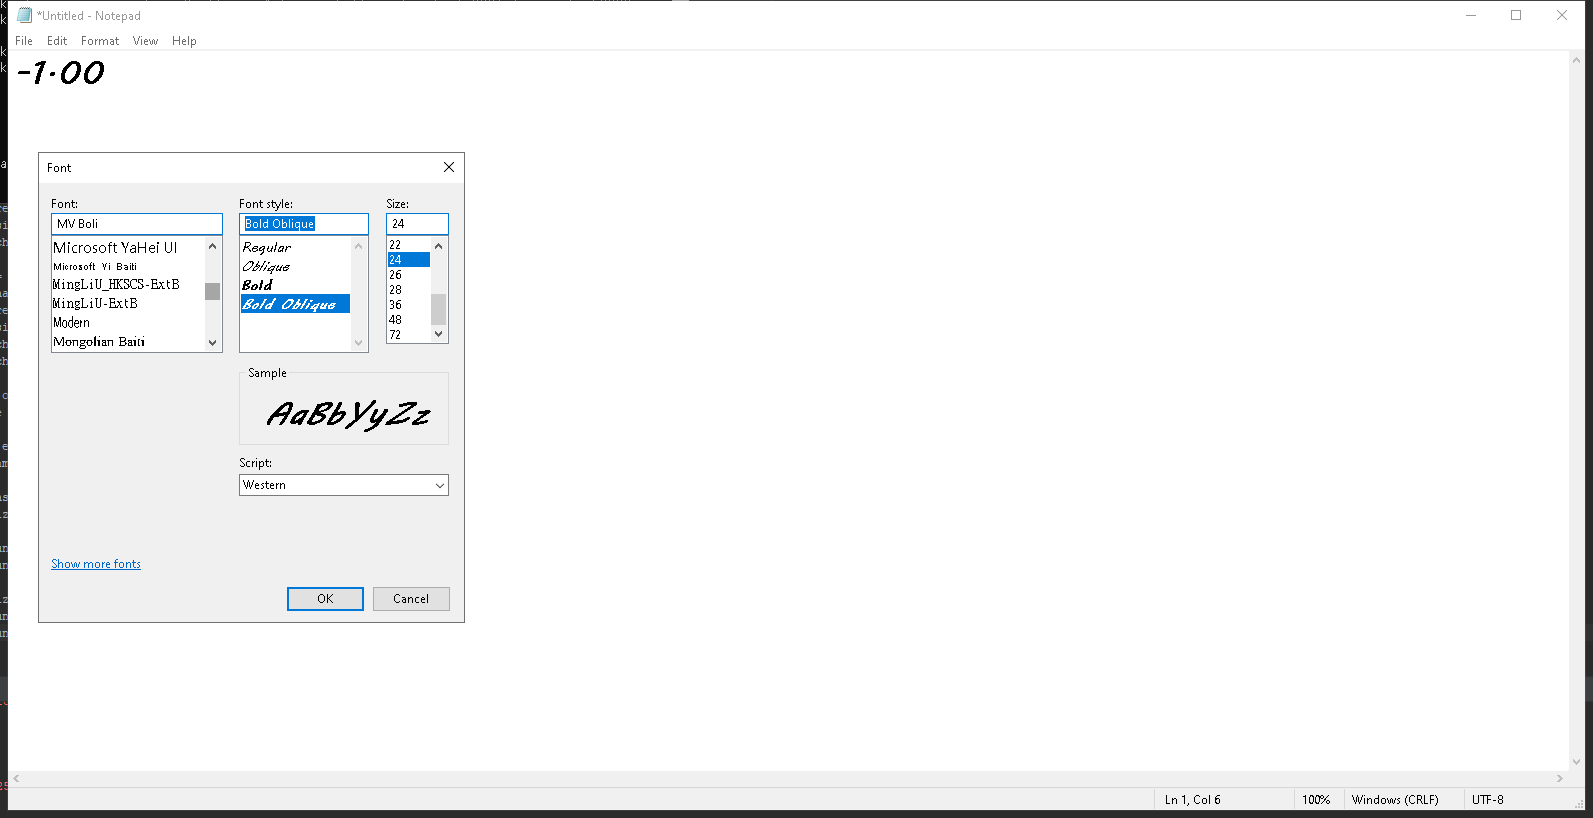 *Untitled - Notepad
File Edit Format View Help
-1.00
Font
Font: Font style: Size:
MV Boli Bold Oblique 24
Microsoft YaHei UI
Microsoft Yi Baiti
MingLiU_HKSCS-ExtB
MingLiU-ExtB
Modern
Mongolian Baiti
Regular
Oblique
Bold
Bold Oblique
22
24
26
28
36
48
72
Sample
AaBbYyZz
Script:
Western
Show more fonts
OK Cancel
Ln 1, Col 6 100% Windows (CRLF) UTF-8